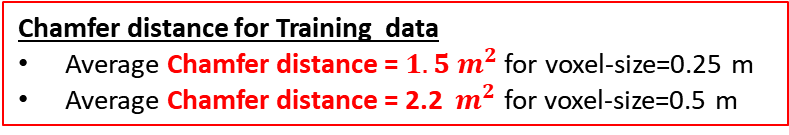 Chamfer distance for Training data
• Average Chamfer distance = 1.5 m² for voxel-size=0.25 m
• Average Chamfer distance = 2.2 m² for voxel-size=0.5 m